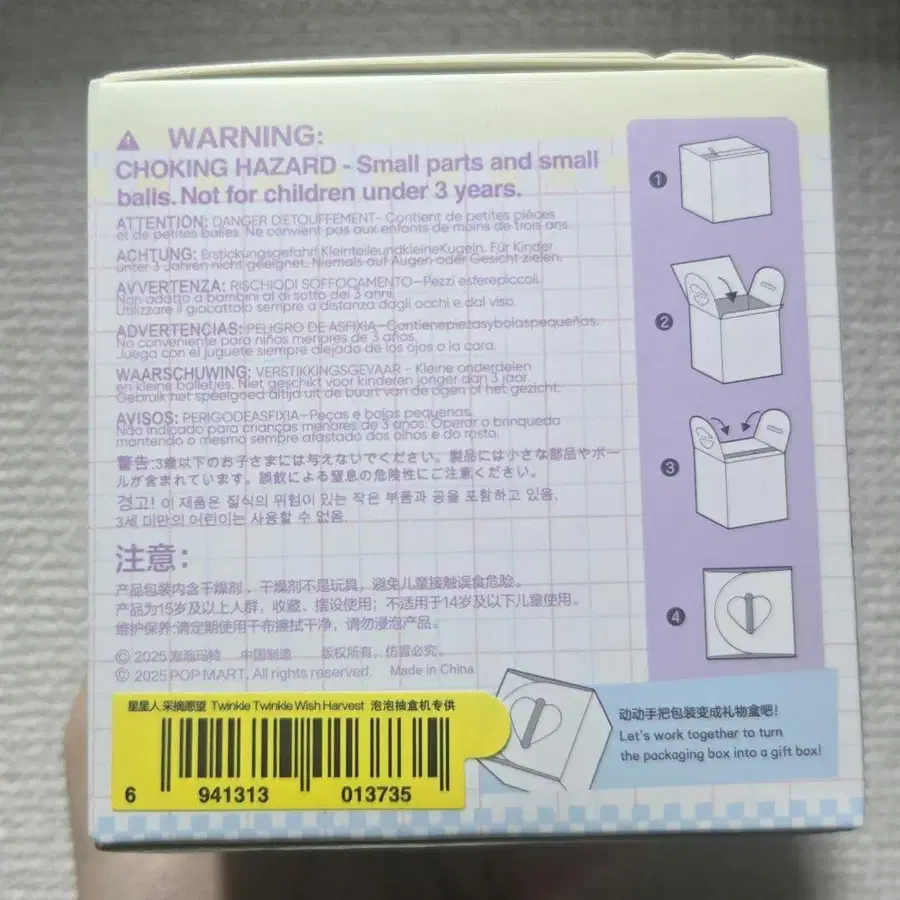 WARNING:
CHOKING HAZARD - Small parts and small
balls. Not for children under 3 years.
ATTENTION: DANGER D'ETOUFFEMENT- Contient de petites pièces
et de petites balles. Ne convient pas aux enfants de moins de trois ans.
ACHTUNG: Erstickungsgefahr! KleinteileundkleineKugeln. Für Kinder
unter 3 Jahren nicht geeignet. Niemals auf Augen oder Gesicht zielen.
AVVERTENZA: RISCHIODI SOFFOCAMENTO—Pezzi esferepiccoli.
Non adatto a bambini al di sotto dei 3 anni.
Utilizzare il giocattolo sempre a distanza dagli occhi e dal viso.
ADVERTENCIAS: PELIGRO DE ASFIXIA—Contienepiezasybolaspequeñas.
No conveniente para niños menores de 3 años.
Juega con el juguete siempre alejado de los ojos o la cara.
WAARSCHUWING: VERSTIKKINGSGEVAAR - Kleine onderdelen
en kleine balletjes. Niet geschikt voor kinderen jonger dan 3 jaar.
Gebruik het speelgoed altijd uit de buurt van de ogen of het gezicht.
AVISOS: PERIGODEASFIXIA—Peças e bolas pequenas.
Não indicado para crianças menores de 3 anos. Operar o brinquedo
mantendo o mesmo sempre afastado dos olhos e do rosto.
警告:3歳以下のお子さまには与えないでください。製品には小さな部品やボー
ルが含まれています。誤飲による窒息の危険性にご注意ください。
경고! 이 제품은 질식의 위험이 있는 작은 부품과 공을 포함하고 있음.
3세 미만의 어린이는 사용할 수 없음.
注意:
产品包装内含干燥剂，干燥剂不是玩具，避免儿童接触误食危险。
产品为15岁及以上人群，收藏、摆设使用；不适用于14岁及以下儿童使用。
维护保养:请定期使用干布擦拭干净，请勿浸泡产品。
© 2025 泡泡玛特 中国制造 版权所有，仿冒必究。
© 2025 POP MART. All rights reserved. Made in China
星星人采摘愿望 Twinkle Twinkle Wish Harvest 泡泡抽盒机专供
6 941313 013735
1
2
3
4
动动手把包装变成礼物盒吧！
Let's work together to turn
the packaging box into a gift box!